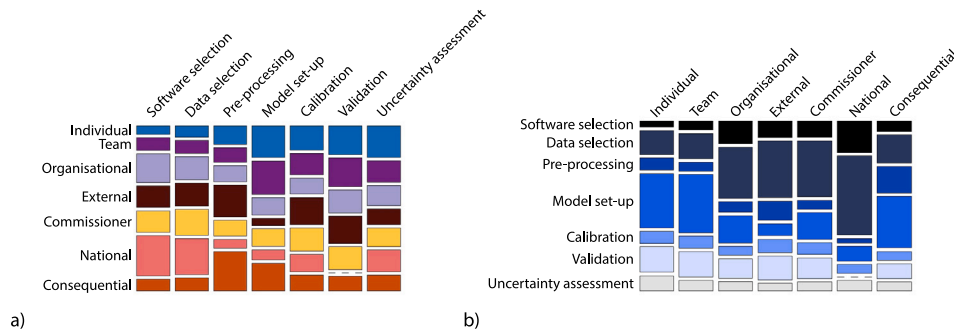 Software selection
Data selection
Pre-processing
Model set-up
Calibration
Validation
Uncertainty assessment
Individual
Team
Organisational
External
Commissioner
National
Consequential
a)
Individual
Team
Organisational
External
Commissioner
National
Consequential
Software selection
Data selection
Pre-processing
Model set-up
Calibration
Validation
Uncertainty assessment
b)